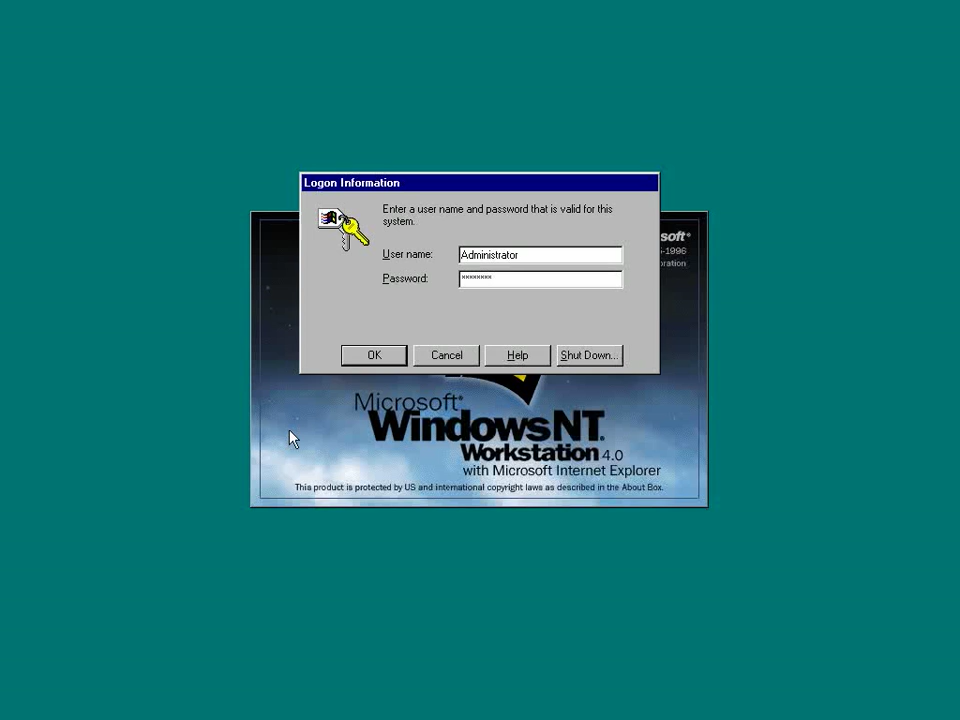 Logon Information
Enter a user name and password that is valid for this
system.
User name:
Administrator
Password:
********
OK
Cancel
Help
Shut Down...
soft®
-1996
oration
Microsoft®
WindowsNT®
Workstation 4.0
with Microsoft Internet Explorer
This product is protected by US and international copyright laws as described in the About Box.